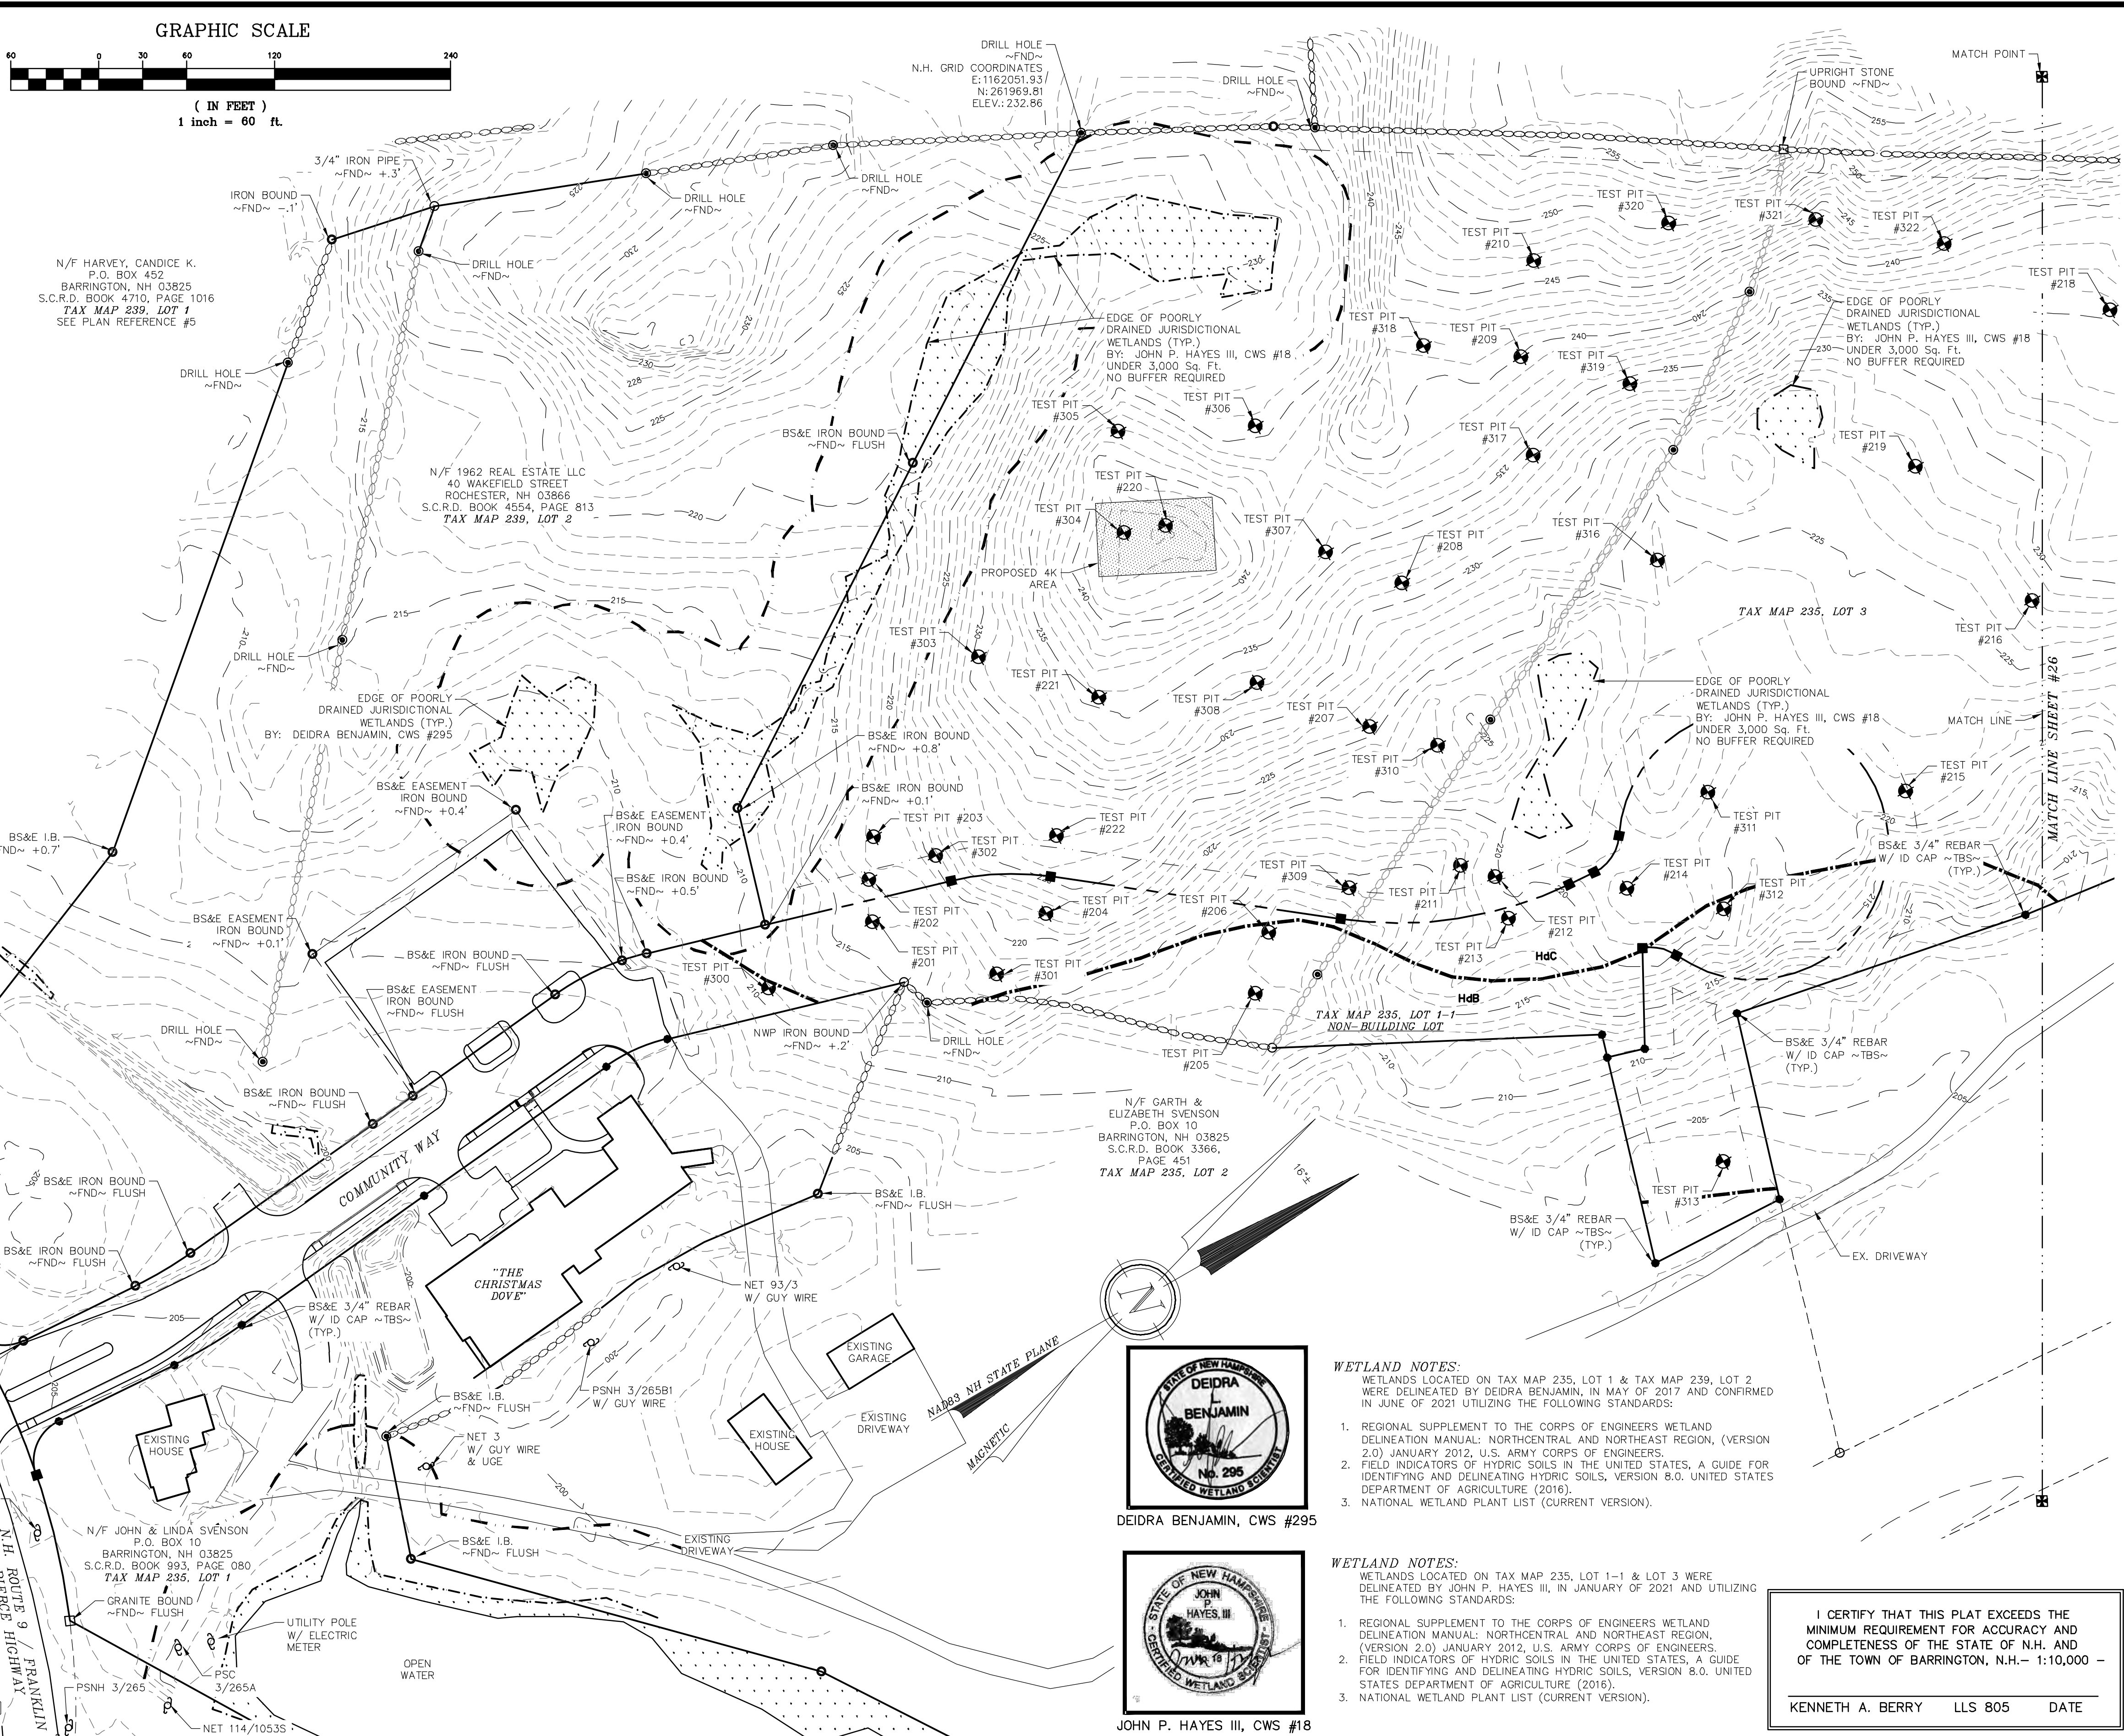 GRAPHIC SCALE
60 0 30 60 120 240
( IN FEET )
1 inch = 60 ft.
DRILL HOLE
~FND~
N.H. GRID COORDINATES
E:1162051.93
N:261969.81
ELEV.:232.86
DRILL HOLE
~FND~
UPRIGHT STONE
BOUND ~FND~
MATCH POINT
3/4" IRON PIPE
~FND~ +.3'
IRON BOUND
~FND~ -.1'
DRILL HOLE
~FND~
DRILL HOLE
~FND~
DRILL HOLE
~FND~
N/F HARVEY, CANDICE K.
P.O. BOX 452
BARRINGTON, NH 03825
S.C.R.D. BOOK 4710, PAGE 1016
TAX MAP 239, LOT 1
SEE PLAN REFERENCE #5
DRILL HOLE
~FND~
TEST PIT
#320
TEST PIT
#321
TEST PIT
#322
TEST PIT
#210
TEST PIT
#218
EDGE OF POORLY
DRAINED JURISDICTIONAL
WETLANDS (TYP.)
BY: JOHN P. HAYES III, CWS #18
UNDER 3,000 Sq. Ft.
NO BUFFER REQUIRED
TEST PIT
#318
TEST PIT
#209
TEST PIT
#319
EDGE OF POORLY
DRAINED JURISDICTIONAL
WETLANDS (TYP.)
BY: JOHN P. HAYES III, CWS #18
UNDER 3,000 Sq. Ft.
NO BUFFER REQUIRED
TEST PIT
#305
TEST PIT
#306
BS&E IRON BOUND
~FND~ FLUSH
TEST PIT
#317
TEST PIT
#219
N/F 1962 REAL ESTATE LLC
40 WAKEFIELD STREET
ROCHESTER, NH 03866
S.C.R.D. BOOK 4554, PAGE 813
TAX MAP 239, LOT 2
TEST PIT
#220
TEST PIT
#304
TEST PIT
#307
TEST PIT
#208
TEST PIT
#316
PROPOSED 4K
AREA
TAX MAP 235, LOT 3
TEST PIT
#216
DRILL HOLE
~FND~
TEST PIT
#303
TEST PIT
#221
TEST PIT
#308
TEST PIT
#207
TEST PIT
#310
EDGE OF POORLY
DRAINED JURISDICTIONAL
WETLANDS (TYP.)
BY: DEIDRA BENJAMIN, CWS #295
EDGE OF POORLY
DRAINED JURISDICTIONAL
WETLANDS (TYP.)
BY: JOHN P. HAYES III, CWS #18
UNDER 3,000 Sq. Ft.
NO BUFFER REQUIRED
MATCH LINE
MATCH LINE SHEET #26
BS&E IRON BOUND
~FND~ +0.8'
BS&E IRON BOUND
~FND~ +0.1'
BS&E EASEMENT
IRON BOUND
~FND~ +0.4'
BS&E EASEMENT
IRON BOUND
~FND~ +0.4'
BS&E IRON BOUND
~FND~ +0.5'
BS&E I.B.
FND~ +0.7'
TEST PIT #203
TEST PIT
#302
TEST PIT
#222
TEST PIT
#215
TEST PIT
#311
BS&E 3/4" REBAR
W/ ID CAP ~TBS~
(TYP.)
TEST PIT
#309
TEST PIT
#211
TEST PIT
#214
TEST PIT
#312
TEST PIT
#202
TEST PIT
#204
TEST PIT
#206
TEST PIT
#212
TEST PIT
#213
HdC
HdB
BS&E EASEMENT
IRON BOUND
~FND~ +0.1'
BS&E IRON BOUND
~FND~ FLUSH
BS&E EASEMENT
IRON BOUND
~FND~ FLUSH
TEST PIT
#300
TEST PIT
#201
TEST PIT
#301
DRILL HOLE
~FND~
NWP IRON BOUND
~FND~ +.2'
DRILL HOLE
~FND~
TEST PIT
#205
TAX MAP 235, LOT 1-1
NON-BUILDING LOT
BS&E 3/4" REBAR
W/ ID CAP ~TBS~
(TYP.)
BS&E IRON BOUND
~FND~ FLUSH
COMMUNITY WAY
N/F GARTH &
ELIZABETH SVENSON
P.O. BOX 10
BARRINGTON, NH 03825
S.C.R.D. BOOK 3366,
PAGE 451
TAX MAP 235, LOT 2
16°±
BS&E IRON BOUND
~FND~ FLUSH
BS&E I.B.
~FND~ FLUSH
TEST PIT
#313
BS&E 3/4" REBAR
W/ ID CAP ~TBS~
(TYP.)
EX. DRIVEWAY
BS&E IRON BOUND
~FND~ FLUSH
"THE
CHRISTMAS
DOVE"
NET 93/3
W/ GUY WIRE
BS&E 3/4" REBAR
W/ ID CAP ~TBS~
(TYP.)
N
NAD83 NH STATE PLANE
MAGNETIC
EXISTING
GARAGE
PSNH 3/265B1
W/ GUY WIRE
EXISTING
HOUSE
EXISTING
DRIVEWAY
EXISTING
HOUSE
BS&E I.B.
~FND~ FLUSH
NET 3
W/ GUY WIRE
& UGE
BS&E I.B.
~FND~ FLUSH
EXISTING
DRIVEWAY
N/F JOHN & LINDA SVENSON
P.O. BOX 10
BARRINGTON, NH 03825
S.C.R.D. BOOK 993, PAGE 080
TAX MAP 235, LOT 1
GRANITE BOUND
~FND~ FLUSH
UTILITY POLE
W/ ELECTRIC
METER
PSC
3/265A
PSNH 3/265
NET 114/1053S
OPEN
WATER
N.H. ROUTE 9 / FRANKLIN
PIERCE HIGHWAY
STATE OF NEW HAMPSHIRE
DEIDRA
L.
BENJAMIN
No. 295
CERTIFIED WETLAND SCIENTIST
DEIDRA BENJAMIN, CWS #295
WETLAND NOTES:
WETLANDS LOCATED ON TAX MAP 235, LOT 1 & TAX MAP 239, LOT 2
WERE DELINEATED BY DEIDRA BENJAMIN, IN MAY OF 2017 AND CONFIRMED
IN JUNE OF 2021 UTILIZING THE FOLLOWING STANDARDS:
1. REGIONAL SUPPLEMENT TO THE CORPS OF ENGINEERS WETLAND
DELINEATION MANUAL: NORTHCENTRAL AND NORTHEAST REGION, (VERSION
2.0) JANUARY 2012, U.S. ARMY CORPS OF ENGINEERS.
2. FIELD INDICATORS OF HYDRIC SOILS IN THE UNITED STATES, A GUIDE FOR
IDENTIFYING AND DELINEATING HYDRIC SOILS, VERSION 8.0. UNITED STATES
DEPARTMENT OF AGRICULTURE (2016).
3. NATIONAL WETLAND PLANT LIST (CURRENT VERSION).
STATE OF NEW HAMPSHIRE
JOHN
P.
HAYES, III
No. 18
CERTIFIED WETLAND SCIENTIST
JOHN P. HAYES III, CWS #18
WETLAND NOTES:
WETLANDS LOCATED ON TAX MAP 235, LOT 1-1 & LOT 3 WERE
DELINEATED BY JOHN P. HAYES III, IN JANUARY OF 2021 AND UTILIZING
THE FOLLOWING STANDARDS:
1. REGIONAL SUPPLEMENT TO THE CORPS OF ENGINEERS WETLAND
DELINEATION MANUAL: NORTHCENTRAL AND NORTHEAST REGION,
(VERSION 2.0) JANUARY 2012, U.S. ARMY CORPS OF ENGINEERS.
2. FIELD INDICATORS OF HYDRIC SOILS IN THE UNITED STATES, A GUIDE
FOR IDENTIFYING AND DELINEATING HYDRIC SOILS, VERSION 8.0. UNITED
STATES DEPARTMENT OF AGRICULTURE (2016).
3. NATIONAL WETLAND PLANT LIST (CURRENT VERSION).
I CERTIFY THAT THIS PLAT EXCEEDS THE
MINIMUM REQUIREMENT FOR ACCURACY AND
COMPLETENESS OF THE STATE OF N.H. AND
OF THE TOWN OF BARRINGTON, N.H.- 1:10,000 -
KENNETH A. BERRY LLS 805 DATE